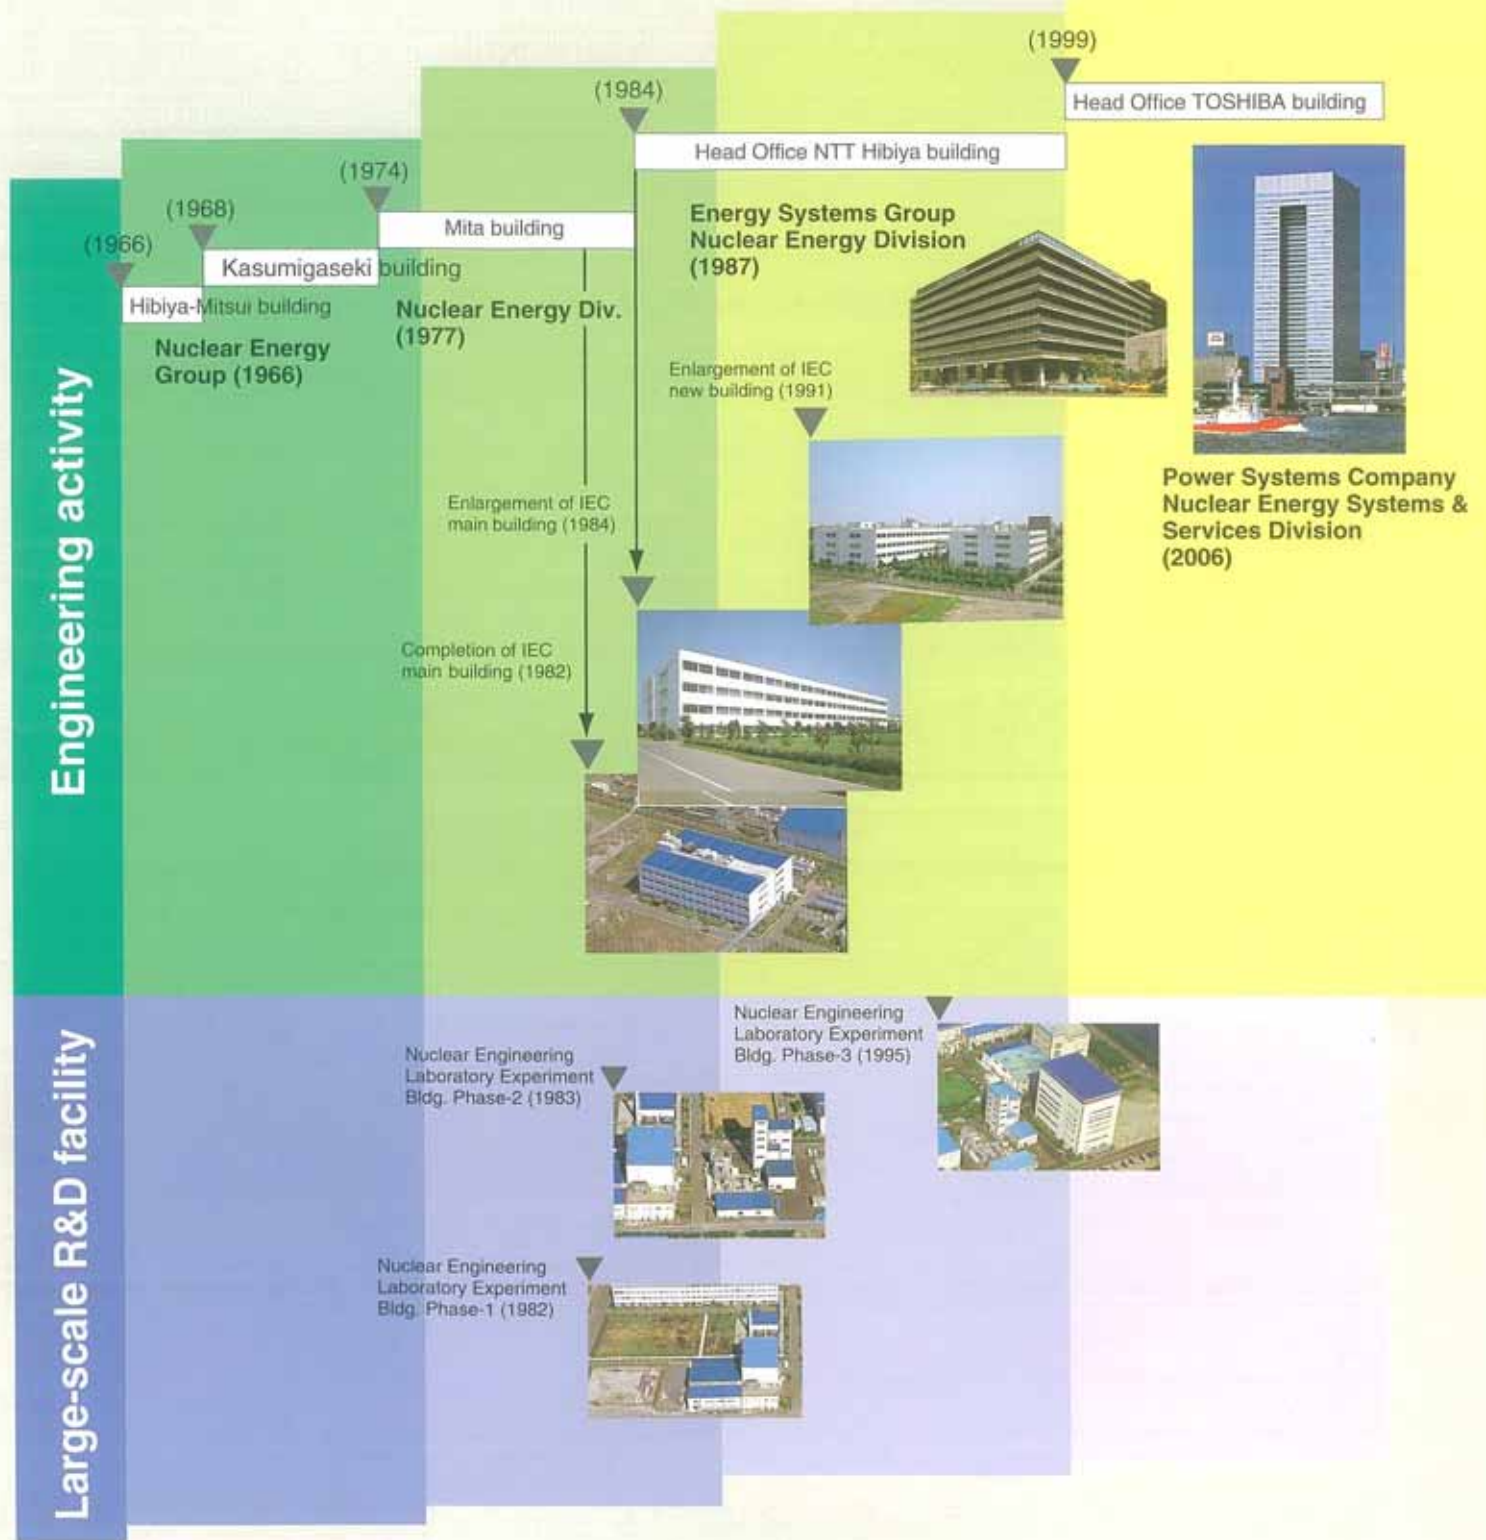 (1999)
Head Office TOSHIBA building
(1984)
Head Office NTT Hibiya building
(1974)
Mita building
(1968)
Kasumigaseki building
(1966)
Hibiya-Mitsui building
Nuclear Energy
Group (1966)
Nuclear Energy Div.
(1977)
Energy Systems Group
Nuclear Energy Division
(1987)
Power Systems Company
Nuclear Energy Systems &
Services Division
(2006)
Enlargement of IEC
new building (1991)
Enlargement of IEC
main building (1984)
Completion of IEC
main building (1982)
Engineering activity
Nuclear Engineering
Laboratory Experiment
Bldg. Phase-3 (1995)
Nuclear Engineering
Laboratory Experiment
Bldg. Phase-2 (1983)
Nuclear Engineering
Laboratory Experiment
Bldg. Phase-1 (1982)
Large-scale R&D facility